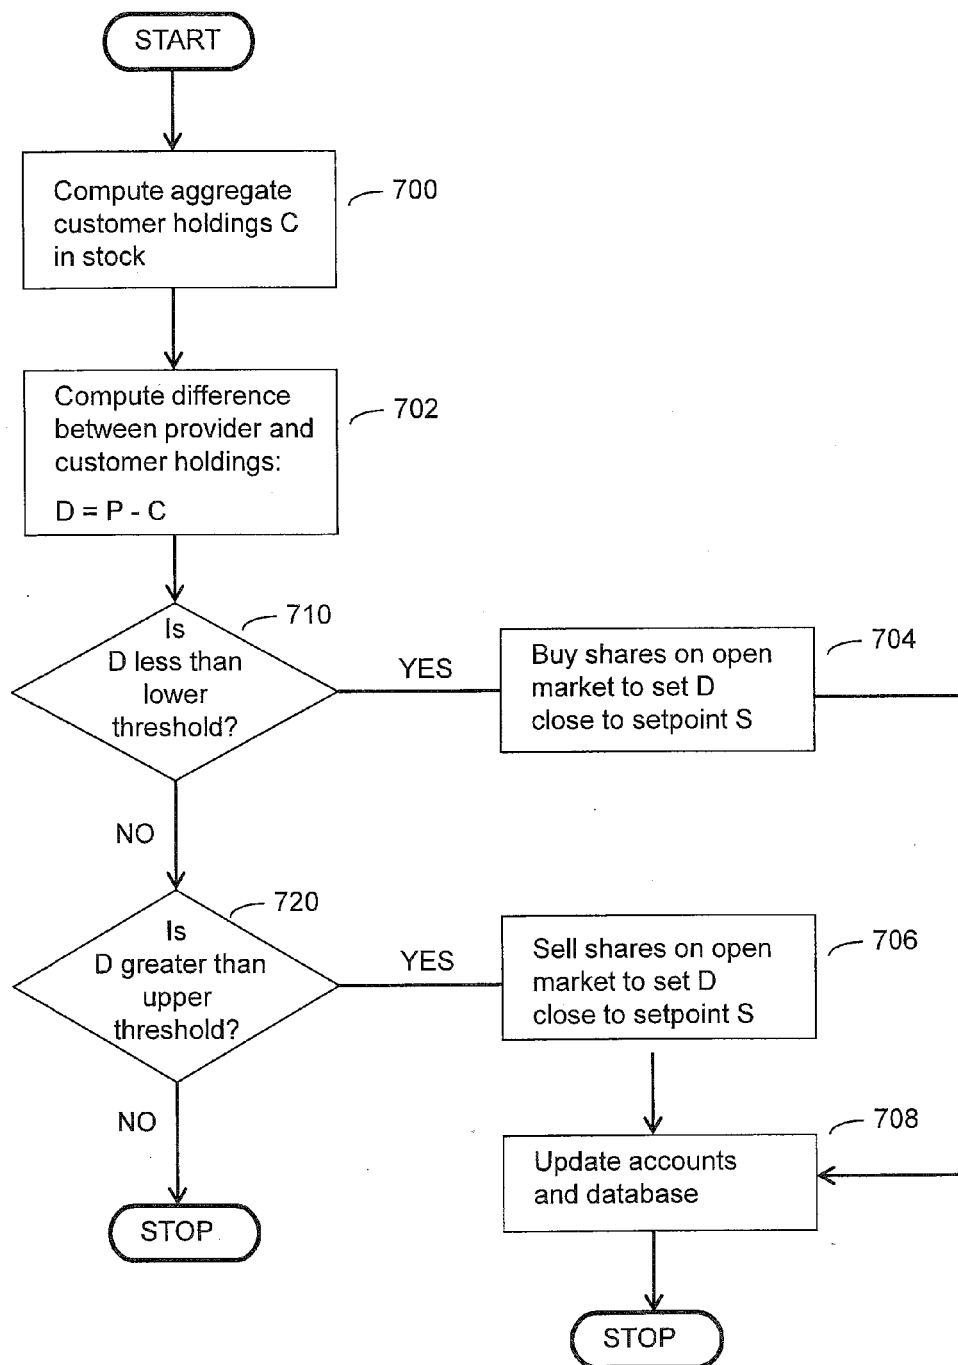 START
Compute aggregate
customer holdings C
in stock
700
Compute difference
between provider and
customer holdings:
D = P - C
702
Is
D less than
lower
threshold?
710
YES
Buy shares on open
market to set D
close to setpoint S
704
NO
Is
D greater than
upper
threshold?
720
YES
Sell shares on open
market to set D
close to setpoint S
706
NO
STOP
Update accounts
and database
708
STOP